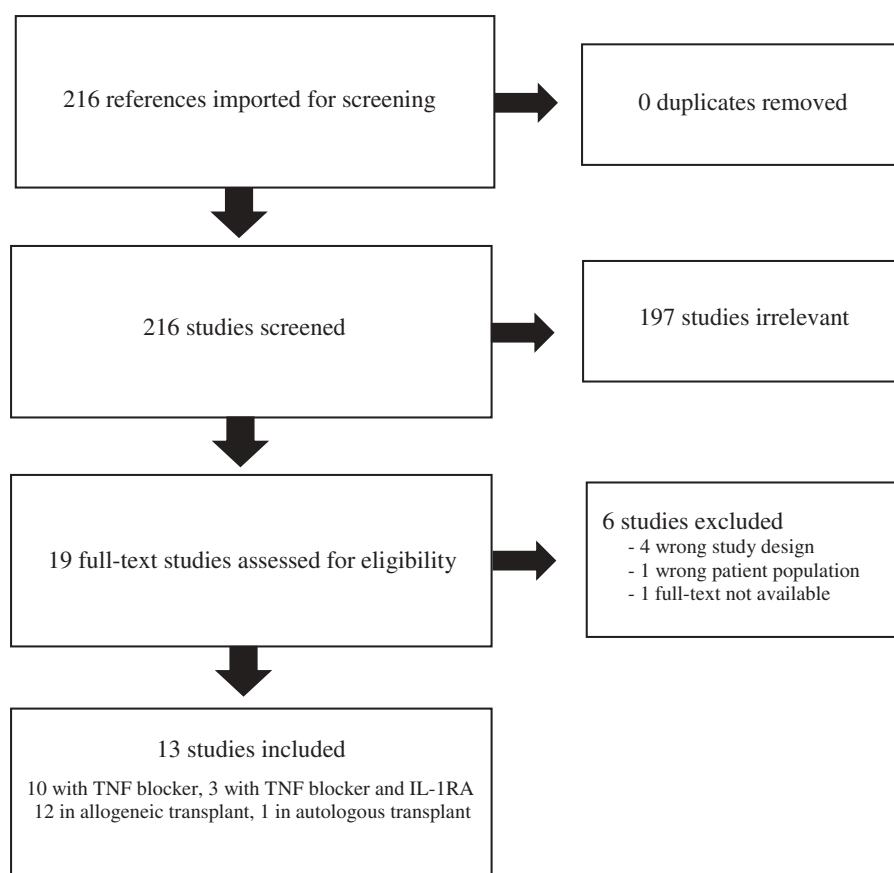 216 references imported for screening
0 duplicates removed
216 studies screened
197 studies irrelevant
19 full-text studies assessed for eligibility
6 studies excluded
- 4 wrong study design
- 1 wrong patient population
- 1 full-text not available
13 studies included
10 with TNF blocker, 3 with TNF blocker and IL-1RA
12 in allogeneic transplant, 1 in autologous transplant